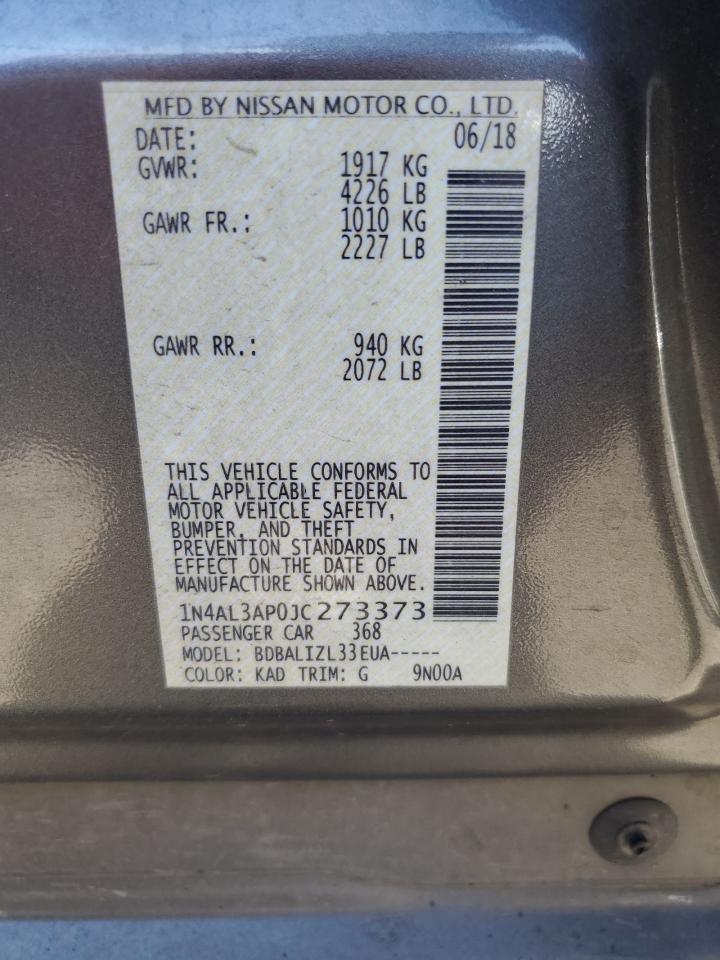 MFD BY NISSAN MOTOR CO., LTD.
DATE: 06/18
GVWR: 1917 KG
4226 LB
GAWR FR.: 1010 KG
2227 LB
GAWR RR.: 940 KG
2072 LB
THIS VEHICLE CONFORMS TO
ALL APPLICABLE FEDERAL
MOTOR VEHICLE SAFETY,
BUMPER, AND THEFT
PREVENTION STANDARDS IN
EFFECT ON THE DATE OF
MANUFACTURE SHOWN ABOVE.
1N4AL3AP0JC273373
PASSENGER CAR 368
MODEL: BDBALIZL33EUA-----
COLOR: KAD TRIM: G 9N00A